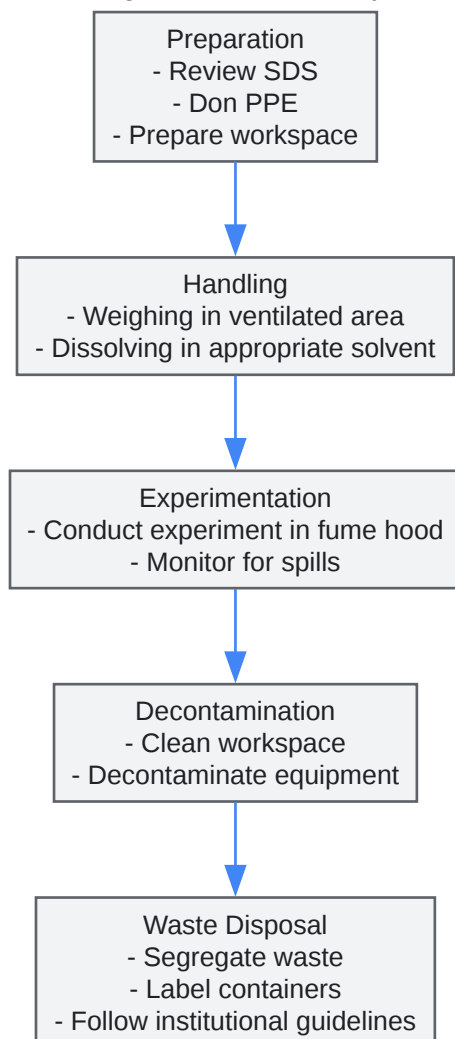 Preparation
- Review SDS
- Don PPE
- Prepare workspace
Handling
- Weighing in ventilated area
- Dissolving in appropriate solvent
Experimentation
- Conduct experiment in fume hood
- Monitor for spills
Decontamination
- Clean workspace
- Decontaminate equipment
Waste Disposal
- Segregate waste
- Label containers
- Follow institutional guidelines